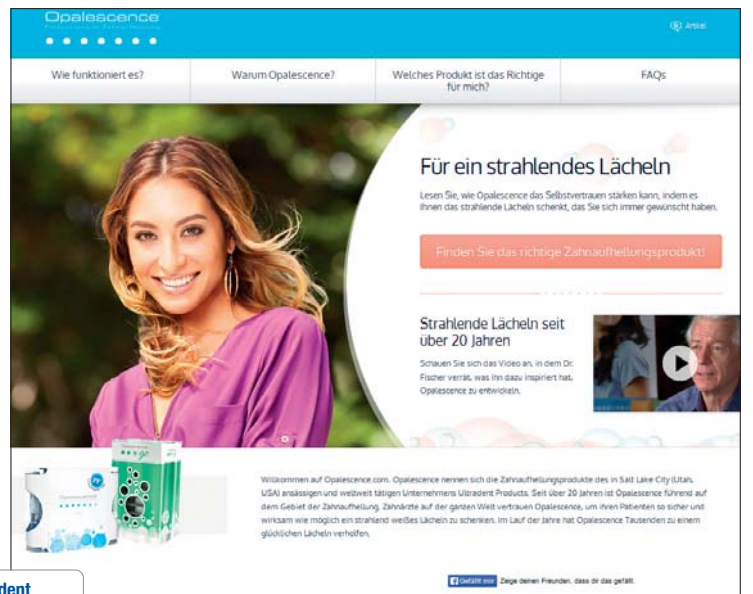 Opalescence
Artikel
Wie funktioniert es?
Warum Opalescence?
Welches Produkt ist das Richtige
für mich?
FAQs
Für ein strahlendes Lächeln
Lesen Sie, wie Opalescence das Selbstvertrauen stärken kann, indem es
Ihnen das strahlende Lächeln schenkt, das Sie sich immer gewünscht haben.
Finden Sie das richtige Zahnaufhellungsprodukt!
Strahlende Lächeln seit
über 20 Jahren
Schauen Sie sich das Video an, in dem Dr.
Fischer verrät, was ihn dazu inspiriert hat,
Opalescence zu entwickeln.
go
Willkommen auf Opalescence.com. Opalescence nennen sich die Zahnaufhellungsprodukte des in Salt Lake City (Utah,
USA) ansässigen und weltweit tätigen Unternehmens Ultradent Products. Seit über 20 Jahren ist Opalescence führend auf
dem Gebiet der Zahnaufhellung. Zahnärzte auf der ganzen Welt vertrauen Opalescence, um ihren Patienten so sicher und
wirksam wie möglich ein strahlend weißes Lächeln zu schenken. Im Lauf der Jahre hat Opalescence Tausenden zu einem
glücklichen Lächeln verholfen.
Gefällt mir Zeige deinen Freunden, dass dir das gefällt.
dent